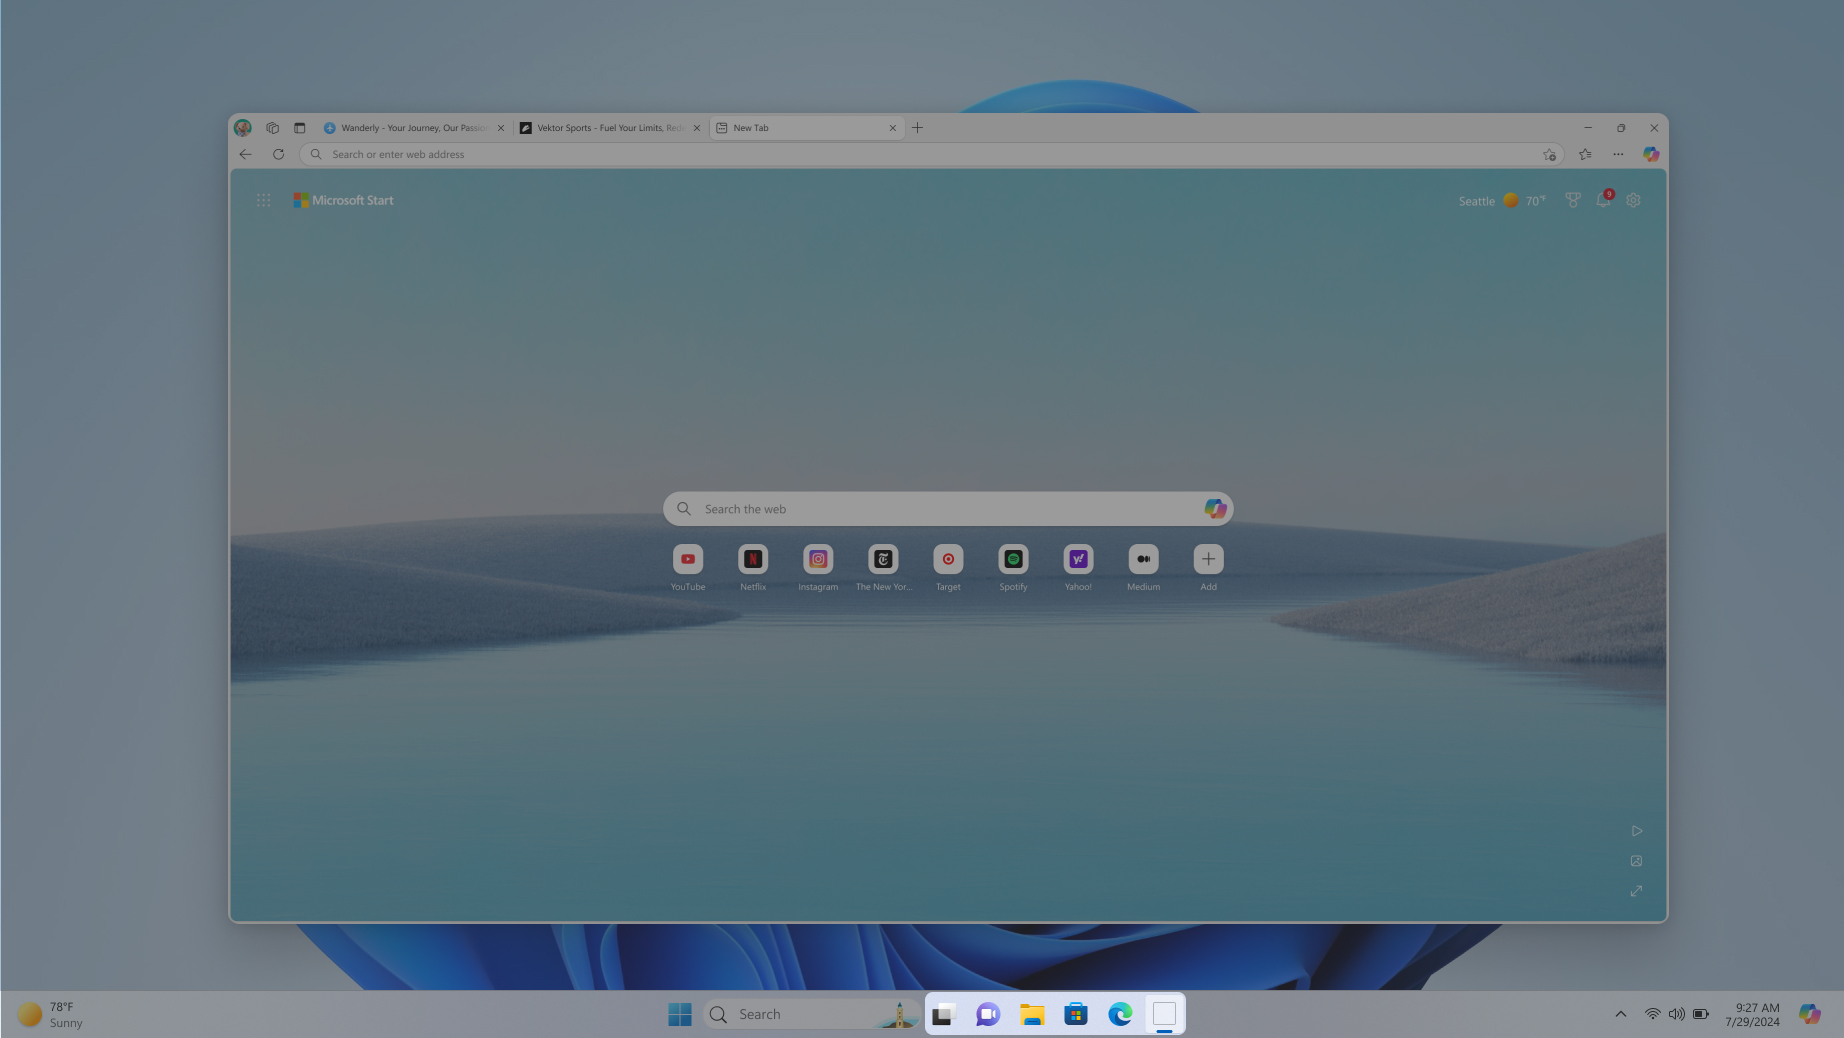 Wanderly - Your Journey, Our Passio
Vektor Sports - Fuel Your Limits, Red
New Tab
Search or enter web address
Microsoft Start
Seattle
70°F
9
Search the web
YouTube
Netflix
Instagram
The New Yor...
Target
Spotify
Yahoo!
Medium
Add
78°F
Sunny
Search
9:27 AM
7/29/2024